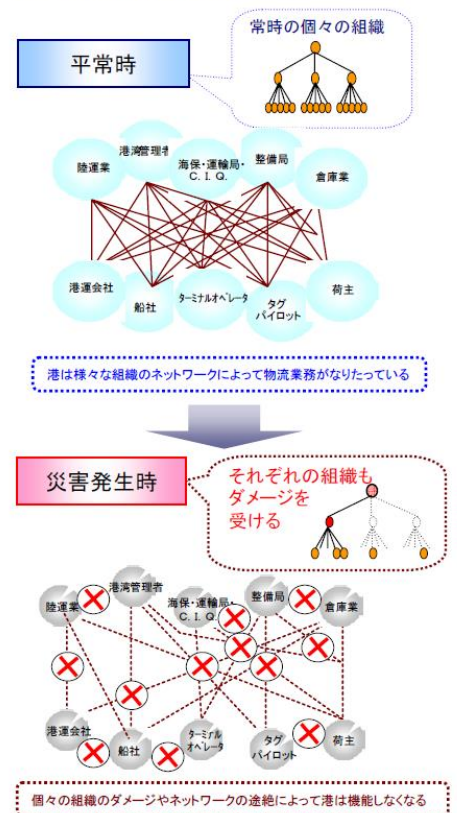 常時の個々の組織
平常時
陸運業
港湾管理者
海保・運輸局・
C. I. Q.
整備局
倉庫業
港運会社
船社
ターミナルオペレータ
タグ
パイロット
荷主
港は様々な組織のネットワークによって物流業務がなりたっている
災害発生時
それぞれの組織も
ダメージを
受ける
陸運業
港湾管理者
海保・運輸局・
C. I. Q.
整備局
倉庫業
港運会社
船社
ターミナル
オペレータ
タグ
パイロット
荷主
個々の組織のダメージやネットワークの途絶によって港は機能しなくなる